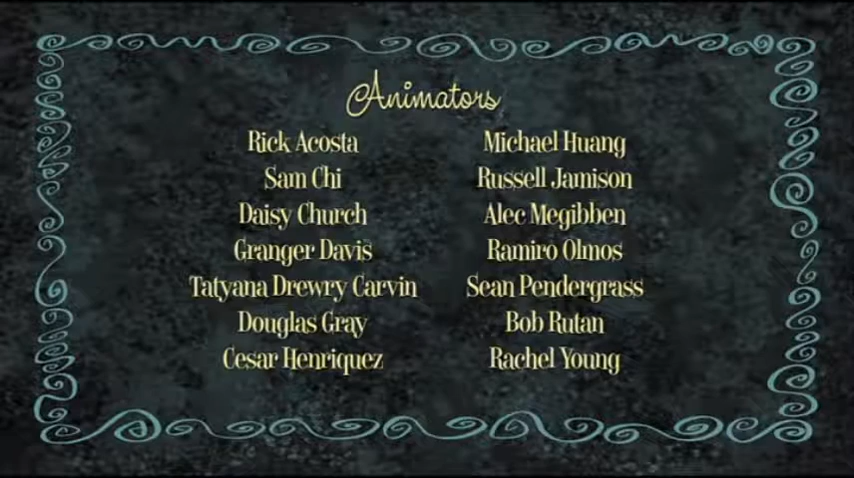 Animators
Rick Acosta
Sam Chi
Daisy Church
Granger Davis
Tatyana Drewry Carvin
Douglas Gray
Cesar Henriquez
Michael Huang
Russell Jamison
Alec Megibben
Ramiro Olmos
Sean Pendergrass
Bob Rutan
Rachel Young